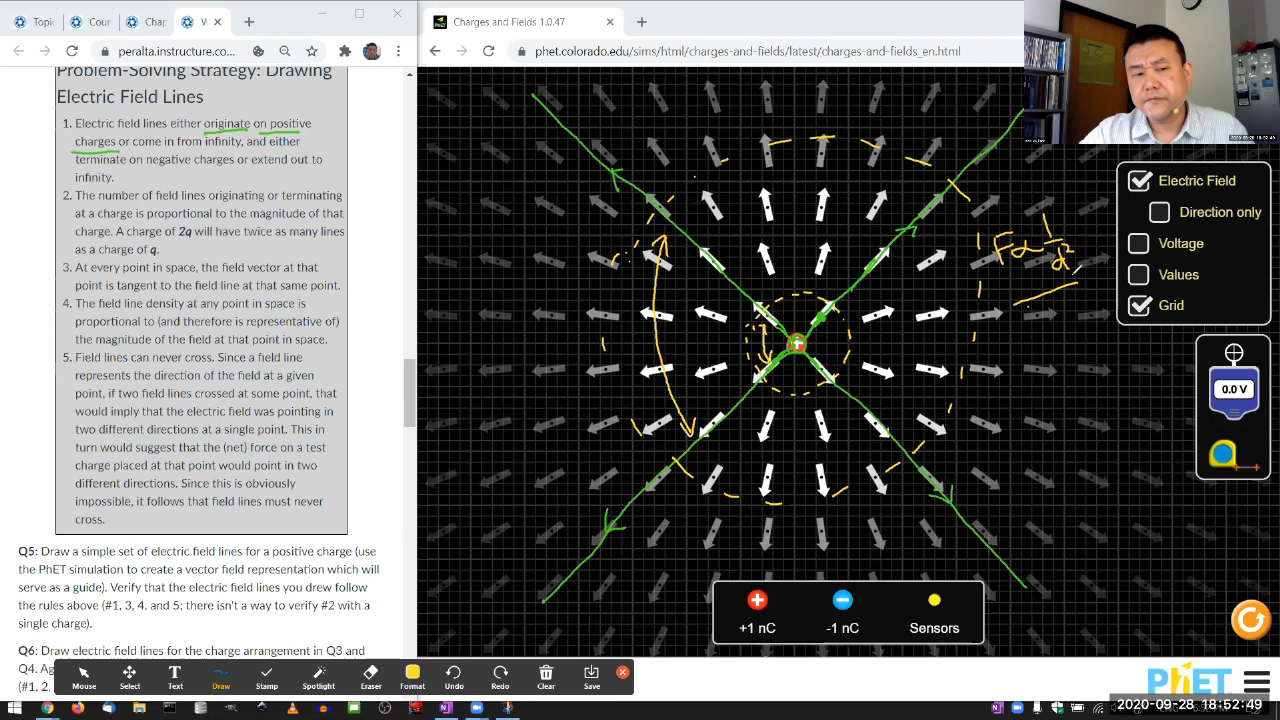 Topic
Cour
Chap
W
Charges and Fields 1.0.47
peralta.instructure.co...
phet.colorado.edu/sims/html/charges-and-fields/latest/charges-and-fields_en.html
2020-09-28 18:52:49
Problem-Solving Strategy: Drawing
Electric Field Lines
1. Electric field lines either originate on positive
charges or come in from infinity, and either
terminate on negative charges or extend out to
infinity.
2. The number of field lines originating or terminating
at a charge is proportional to the magnitude of that
charge. A charge of 2q will have twice as many lines
as a charge of q.
3. At every point in space, the field vector at that
point is tangent to the field line at that same point.
4. The field line density at any point in space is
proportional to (and therefore is representative of)
the magnitude of the field at that point in space.
5. Field lines can never cross. Since a field line
represents the direction of the field at a given
point, if two field lines crossed at some point, that
would imply that the electric field was pointing in
two different directions at a single point. This in
turn would suggest that the (net) force on a test
charge placed at that point would point in two
different directions. Since this is obviously
impossible, it follows that field lines must never
cross.
Q5: Draw a simple set of electric field lines for a positive charge (use
the PhET simulation to create a vector field representation which will
serve as a guide). Verify that the electric field lines you drew follow
the rules above (#1, 3, 4, and 5; there isn't a way to verify #2 with a
single charge).
Q6: Draw electric field lines for the charge arrangement in Q3 and
Q4. Ag
(#1, 2,
Electric Field
Direction only
Voltage
Values
Grid
0.0 V
+1 nC
-1 nC
Sensors
Mouse
Select
Text
Draw
Stamp
Spotlight
Eraser
Format
Undo
Redo
Clear
Save
PhET
2020-09-28 18:52:49